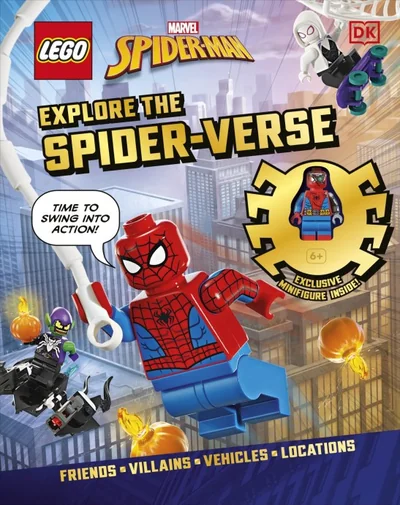 LEGO
MARVEL
SPIDER-MAN
DK
EXPLORE THE
SPIDER-VERSE
TIME TO
SWING INTO
ACTION!
6+
EXCLUSIVE
MINIFIGURE INSIDE!
FRIENDS • VILLAINS • VEHICLES • LOCATIONS